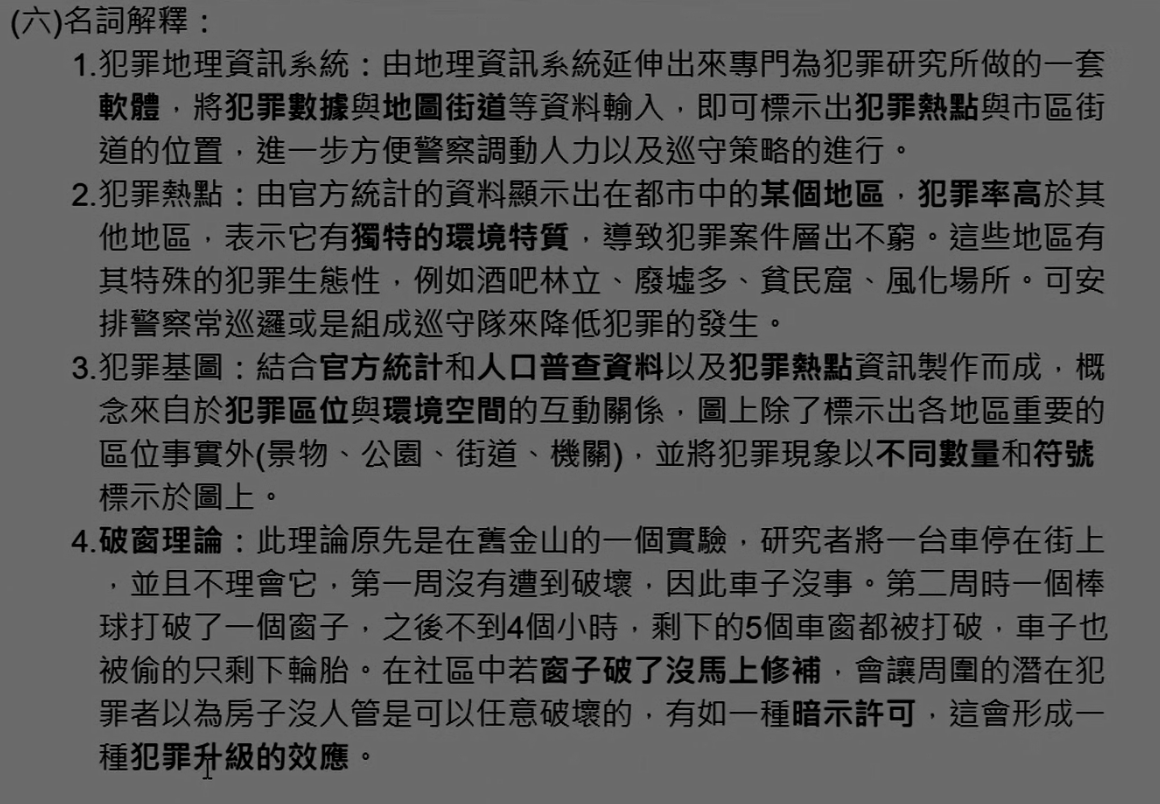 (六)名詞解釋：
1.犯罪地理資訊系統：由地理資訊系統延伸出來專門為犯罪研究所做的一套
軟體，將犯罪數據與地圖街道等資料輸入，即可標示出犯罪熱點與市區街
道的位置，進一步方便警察調動人力以及巡守策略的進行。
2.犯罪熱點：由官方統計的資料顯示出在都市中的某個地區，犯罪率高於其
他地區，表示它有獨特的環境特質，導致犯罪案件層出不窮。這些地區有
其特殊的犯罪生態性，例如酒吧林立、廢墟多、貧民窟、風化場所。可安
排警察常巡邏或是組成巡守隊來降低犯罪的發生。
3.犯罪基圖：結合官方統計和人口普查資料以及犯罪熱點資訊製作而成，概
念來自於犯罪區位與環境空間的互動關係，圖上除了標示出各地區重要的
區位事實外(景物、公園、街道、機關)，並將犯罪現象以不同數量和符號
標示於圖上。
4.破窗理論：此理論原先是在舊金山的一個實驗，研究者將一台車停在街上
，並且不理會它，第一周沒有遭到破壞，因此車子沒事。第二周時一個棒
球打破了一個窗子，之後不到4個小時，剩下的5個車窗都被打破，車子也
被偷的只剩下輪胎。在社區中若窗子破了沒馬上修補，會讓周圍的潛在犯
罪者以為房子沒人管是可以任意破壞的，有如一種暗示許可，這會形成一
種犯罪升級的效應。